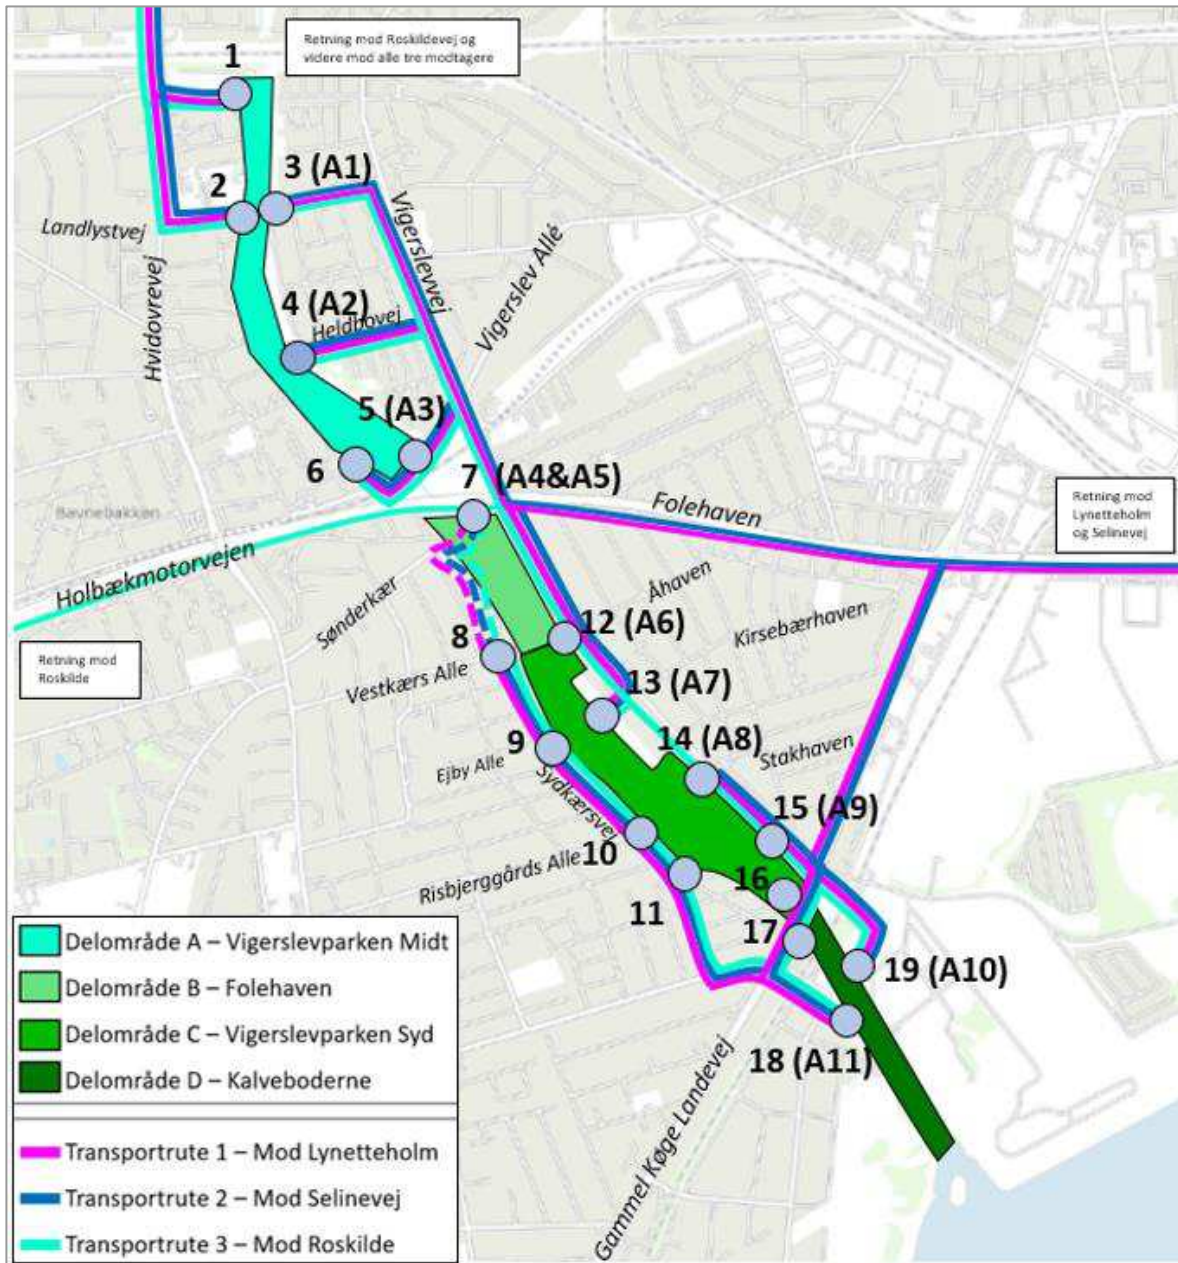 Retning mod Roskildevej og
videre mod alle tre modtagere
1
3 (A1)
2
Landlystvej
Vigerslevvej
Vigerslev Allé
4 (A2)
Heldbovej
Hvidovrevej
5 (A3)
6
7 (A4&A5)
Folehaven
Retning mod
Lynetteholm
og Selinevej
Bavnebakken
Holbækmotorvejen
Sønderkær
Åhaven
Kirsebærhaven
12 (A6)
8
Retning mod
Roskilde
Vestkærs Alle
13 (A7)
14 (A8)
Stakhaven
9
Ejby Alle
Sydkærsvej
15 (A9)
10
Risbjerggårds Alle
16
11
17
19 (A10)
18 (A11)
Gammel Køge Landevej
Delområde A – Vigerslevparken Midt
Delområde B – Folehaven
Delområde C – Vigerslevparken Syd
Delområde D – Kalveboderne
Transportrute 1 – Mod Lynetteholm
Transportrute 2 – Mod Selinevej
Transportrute 3 – Mod Roskilde